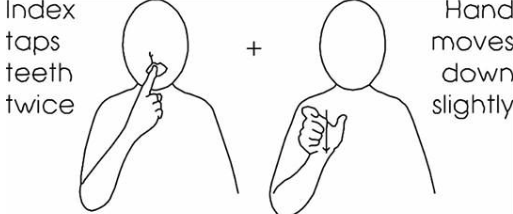 Index
taps
teeth
twice
+
Hand
moves
down
slightly